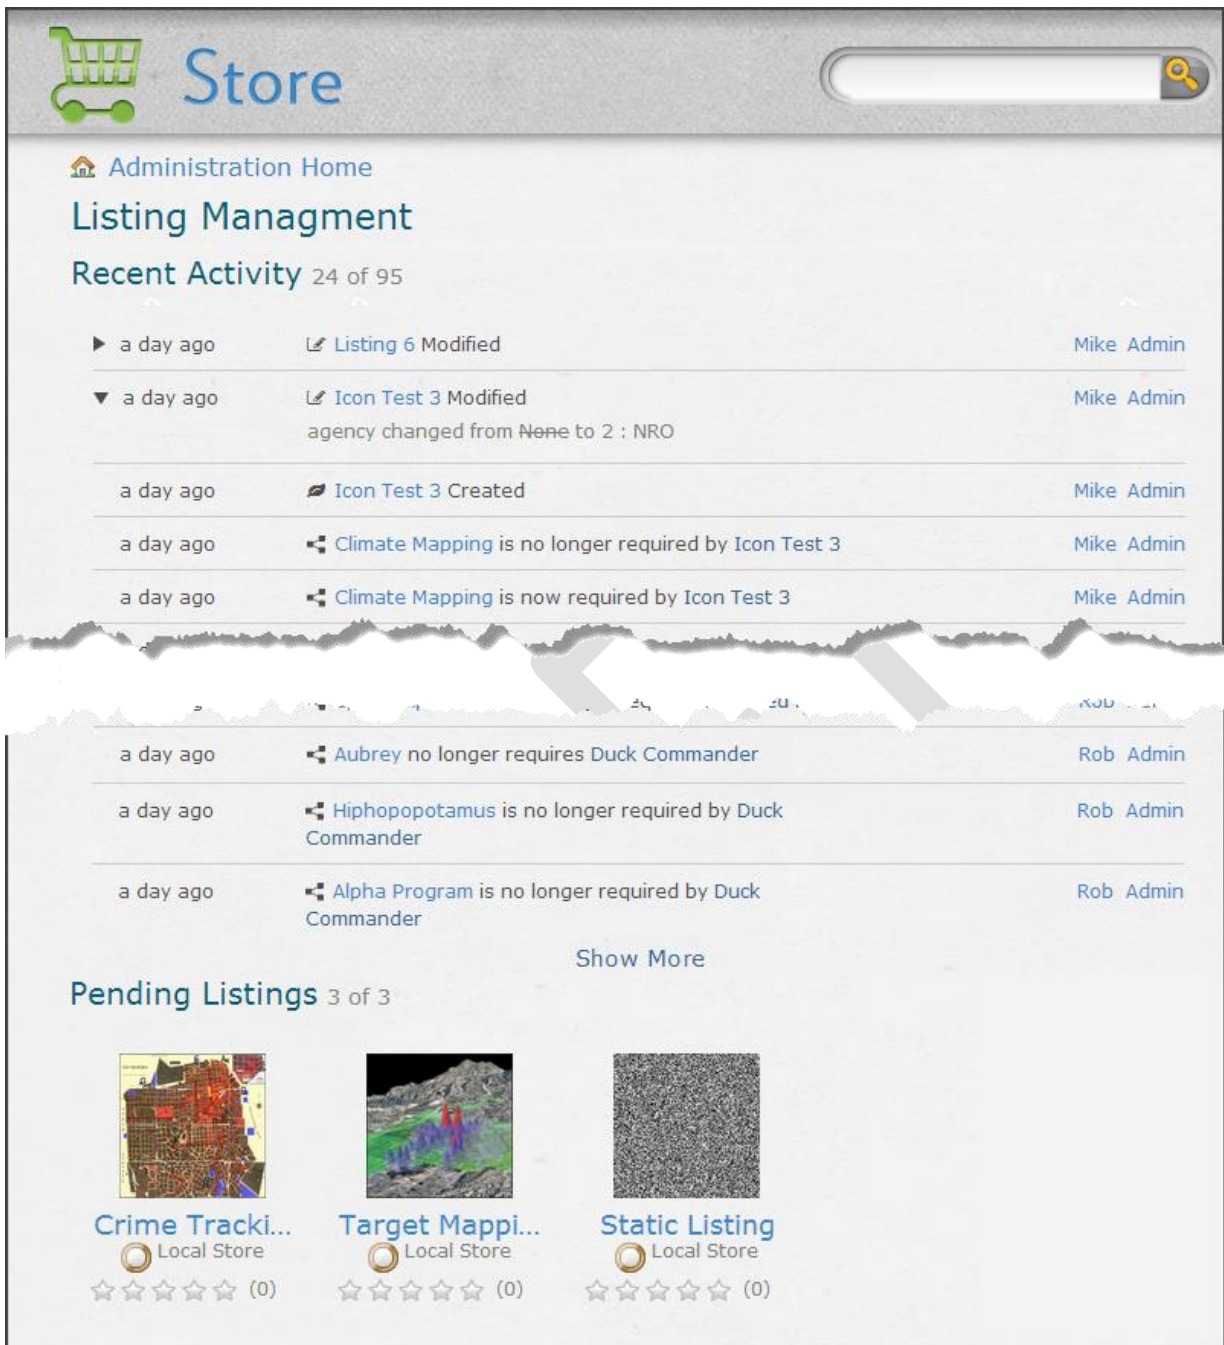 Store
Administration Home
Listing Managment
Recent Activity 24 of 95
a day ago Listing 6 Modified Mike Admin
a day ago Icon Test 3 Modified Mike Admin
agency changed from None to 2 : NRO
a day ago Icon Test 3 Created Mike Admin
a day ago Climate Mapping is no longer required by Icon Test 3 Mike Admin
a day ago Climate Mapping is now required by Icon Test 3 Mike Admin
a day ago Aubrey no longer requires Duck Commander Rob Admin
a day ago Hiphopopotamus is no longer required by Duck Rob Admin
Commander
a day ago Alpha Program is no longer required by Duck Rob Admin
Commander
Show More
Pending Listings 3 of 3
Crime Tracki... Target Mappi... Static Listing
Local Store Local Store Local Store
(0) (0) (0)